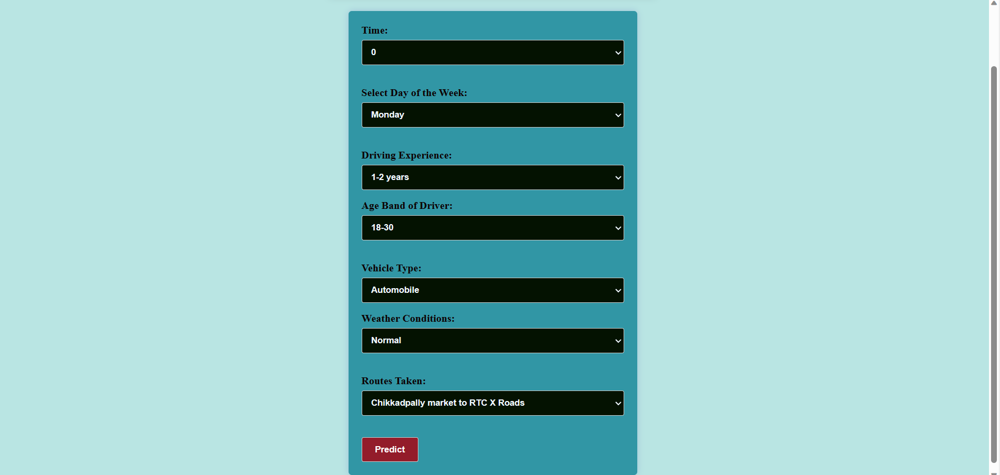 Time:
0
Select Day of the Week:
Monday
Driving Experience:
1-2 years
Age Band of Driver:
18-30
Vehicle Type:
Automobile
Weather Conditions:
Normal
Routes Taken:
Chikkadpally market to RTC X Roads
Predict